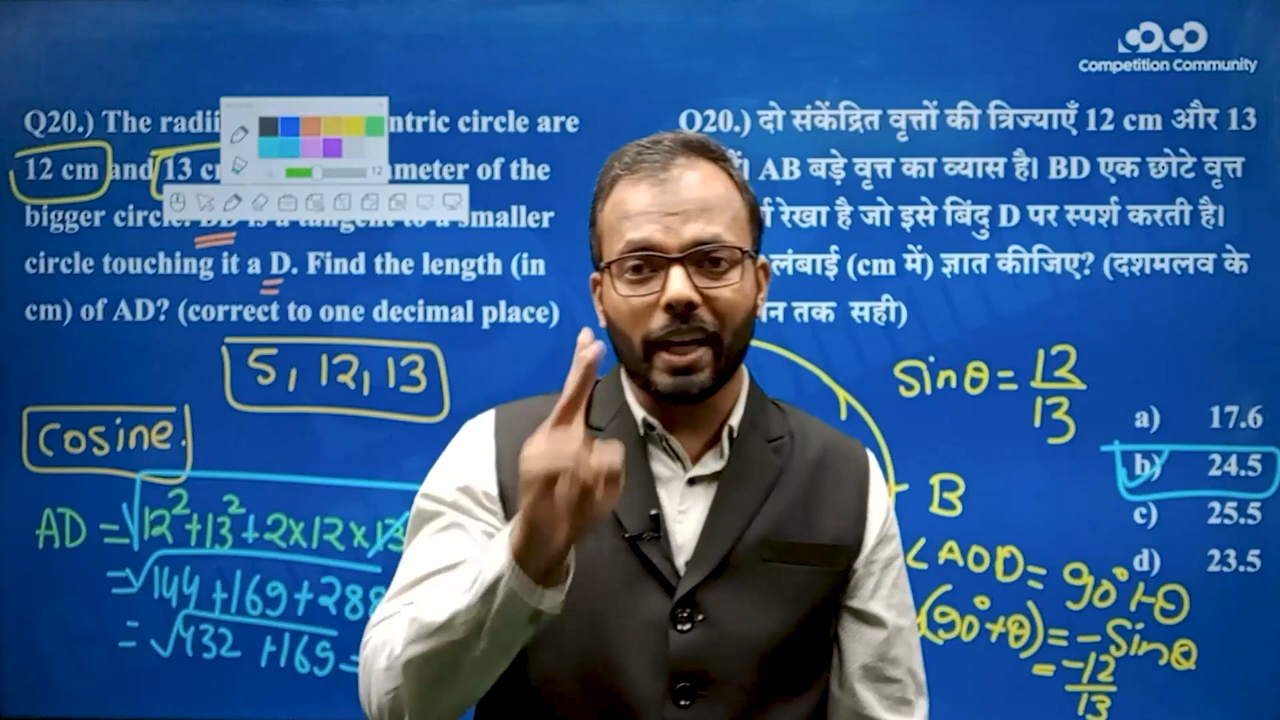 Competition Community
Q20.) The radii ntric circle are
12 cm and 13 c meter of the
bigger circle. BD is a tangent to a smaller
circle touching it a D. Find the length (in
cm) of AD? (correct to one decimal place)
Q20.) दो संकेंद्रित वृत्तों की त्रिज्याएँ 12 cm और 13
AB बड़े वृत्त का व्यास है। BD एक छोटे वृत्त
रेखा है जो इसे बिंदु D पर स्पर्श करती है।
लंबाई (cm में) ज्ञात कीजिए? (दशमलव के
तक सही)
12
5, 12, 13
cosine.
AD = √12²+13²+2×12×13
= √144+169+288
= √432+169 =
sinθ = 12/13
B
∠AOD = 90°+θ
(90°+θ) = -sinθ
= -12/13
a) 17.6
b) 24.5
c) 25.5
d) 23.5